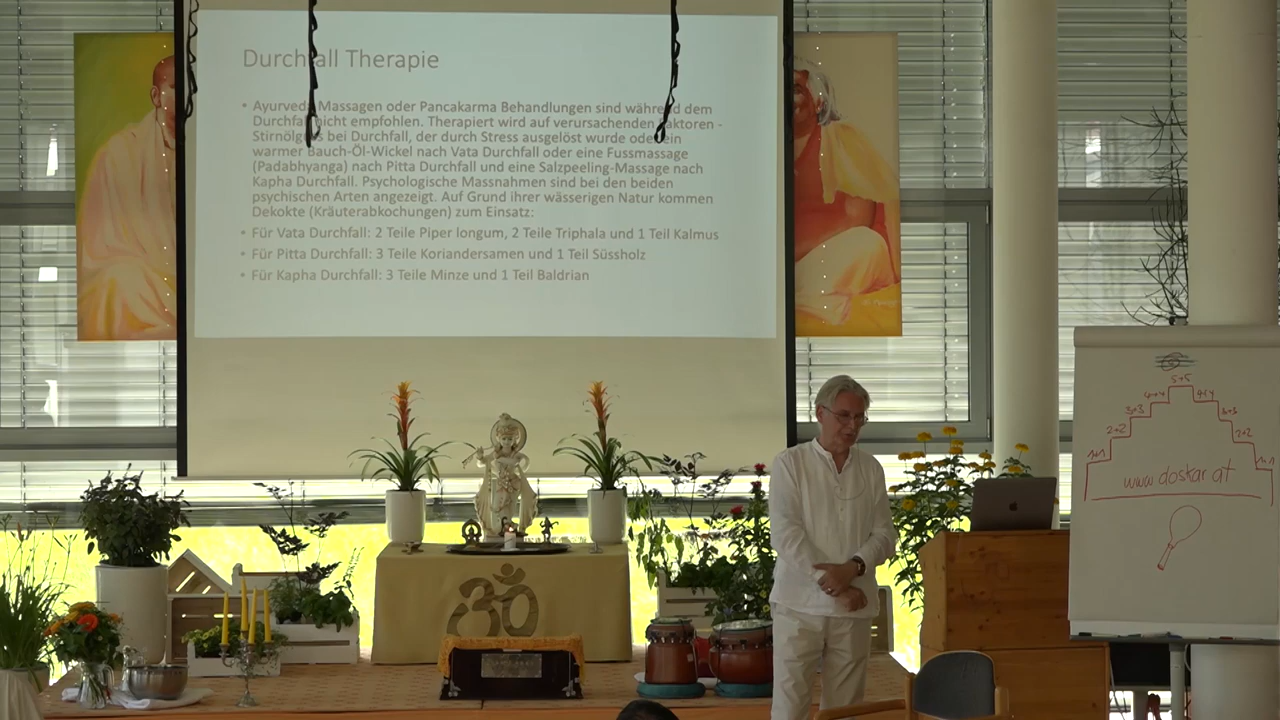 Durchfall Therapie
• Ayurveda Massagen oder Pancakarma Behandlungen sind während dem
Durchfall nicht empfohlen. Therapiert wird auf verursachenden Faktoren -
Stirnölguss bei Durchfall, der durch Stress ausgelöst wurde oder ein
warmer Bauch-Öl-Wickel nach Vata Durchfall oder eine Fussmassage
(Padabhyanga) nach Pitta Durchfall und eine Salzpeeling-Massage nach
Kapha Durchfall. Psychologische Massnahmen sind bei den beiden
psychischen Arten angezeigt. Auf Grund ihrer wässerigen Natur kommen
Dekokte (Kräuterabkochungen) zum Einsatz:
• Für Vata Durchfall: 2 Teile Piper longum, 2 Teile Triphala und 1 Teil Kalmus
• Für Pitta Durchfall: 3 Teile Koriandersamen und 1 Teil Süssholz
• Für Kapha Durchfall: 3 Teile Minze und 1 Teil Baldrian
5+5
4+4 4+4
3+3 3+3
2+2 2+2
1+1 1+1
www.doskar.at
ॐ